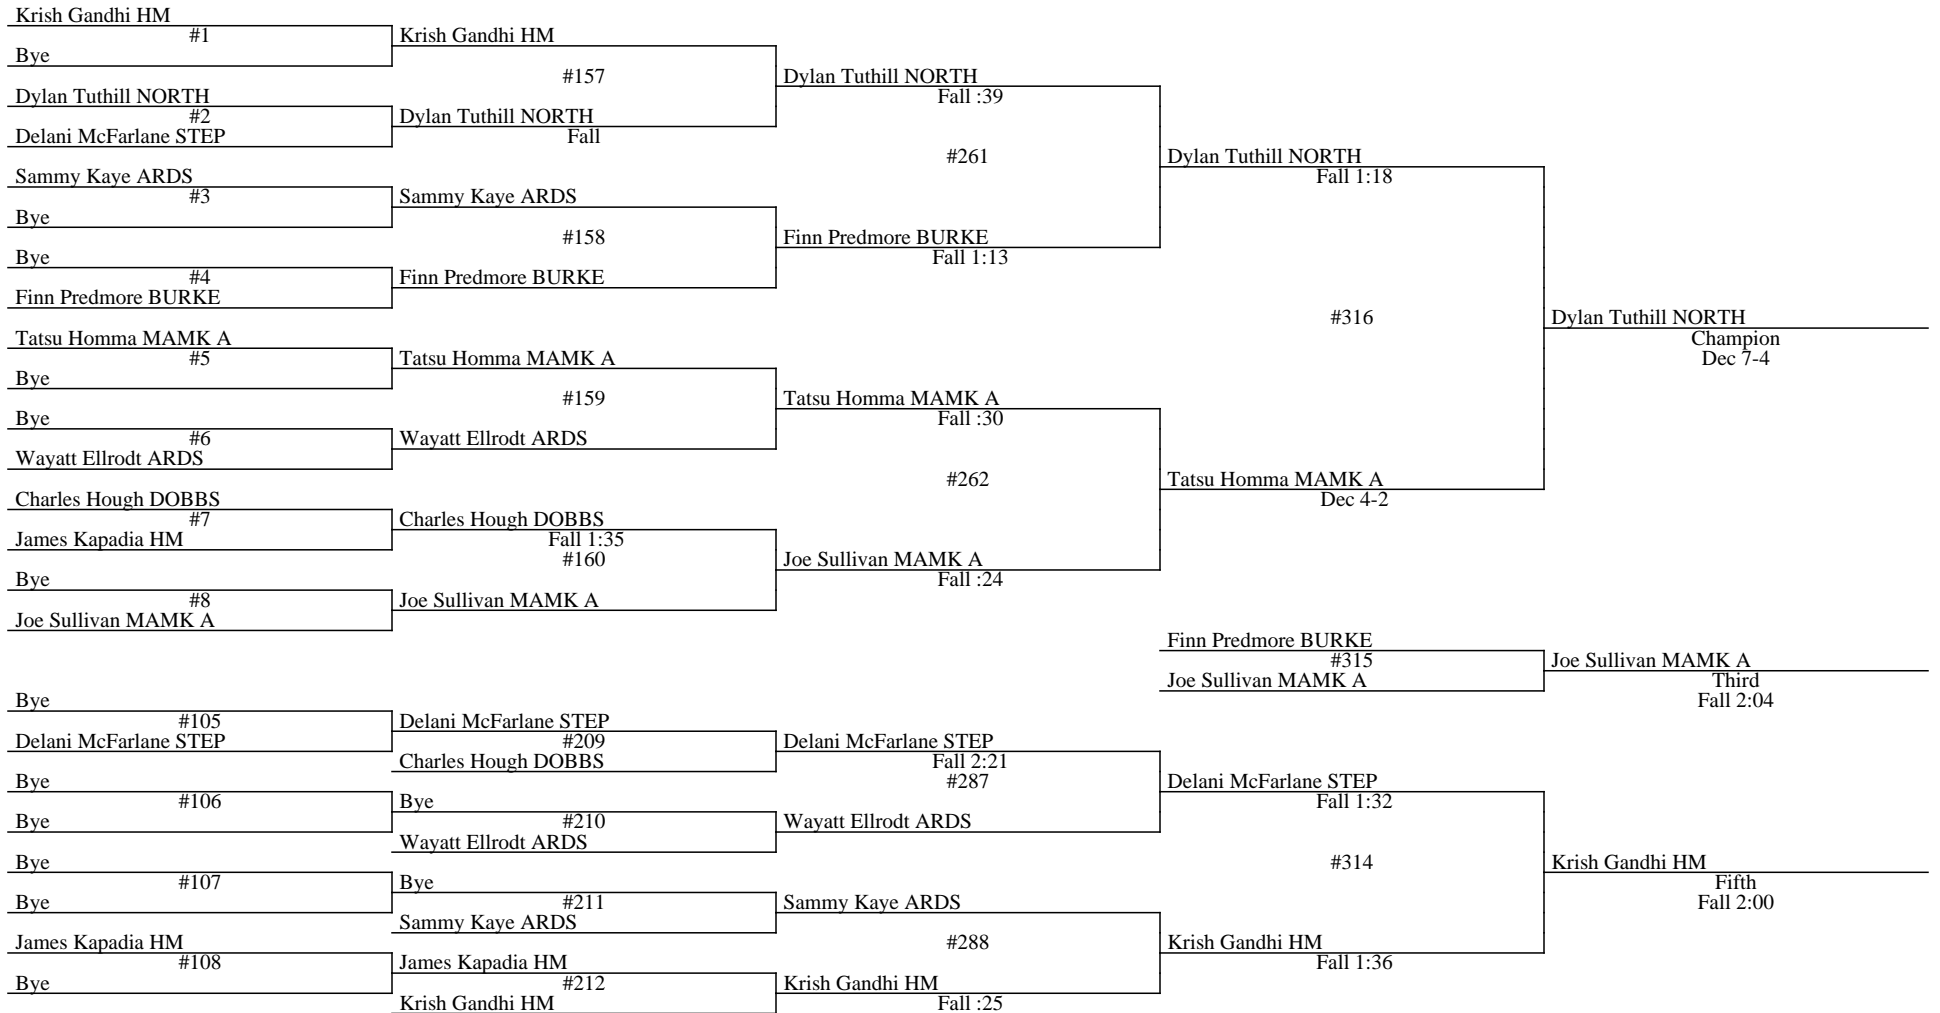 Krish Gandhi HM
#1
Bye
Krish Gandhi HM
#157
Dylan Tuthill NORTH
#2
Delani McFarlane STEP
Dylan Tuthill NORTH
Fall
Dylan Tuthill NORTH
Fall :39
#261
Sammy Kaye ARDS
#3
Bye
Sammy Kaye ARDS
#158
Bye
#4
Finn Predmore BURKE
Finn Predmore BURKE
Finn Predmore BURKE
Fall 1:13
Dylan Tuthill NORTH
Fall 1:18
#316
Tatsu Homma MAMK A
#5
Bye
Tatsu Homma MAMK A
#159
Bye
#6
Wayatt Ellrodt ARDS
Wayatt Ellrodt ARDS
Tatsu Homma MAMK A
Fall :30
#262
Charles Hough DOBBS
#7
James Kapadia HM
Charles Hough DOBBS
Fall 1:35
#160
Bye
#8
Joe Sullivan MAMK A
Joe Sullivan MAMK A
Joe Sullivan MAMK A
Fall :24
Tatsu Homma MAMK A
Dec 4-2
Dylan Tuthill NORTH
Champion
Dec 7-4
Finn Predmore BURKE
#315
Joe Sullivan MAMK A
Joe Sullivan MAMK A
Third
Fall 2:04
Bye
#105
Delani McFarlane STEP
Delani McFarlane STEP
#209
Charles Hough DOBBS
Delani McFarlane STEP
Fall 2:21
#287
Bye
#106
Bye
Bye
#210
Wayatt Ellrodt ARDS
Wayatt Ellrodt ARDS
Delani McFarlane STEP
Fall 1:32
#314
Bye
#107
Bye
Bye
#211
Sammy Kaye ARDS
Sammy Kaye ARDS
#288
James Kapadia HM
#108
Bye
James Kapadia HM
#212
Krish Gandhi HM
Krish Gandhi HM
Fall :25
Krish Gandhi HM
Fall 1:36
Krish Gandhi HM
Fifth
Fall 2:00